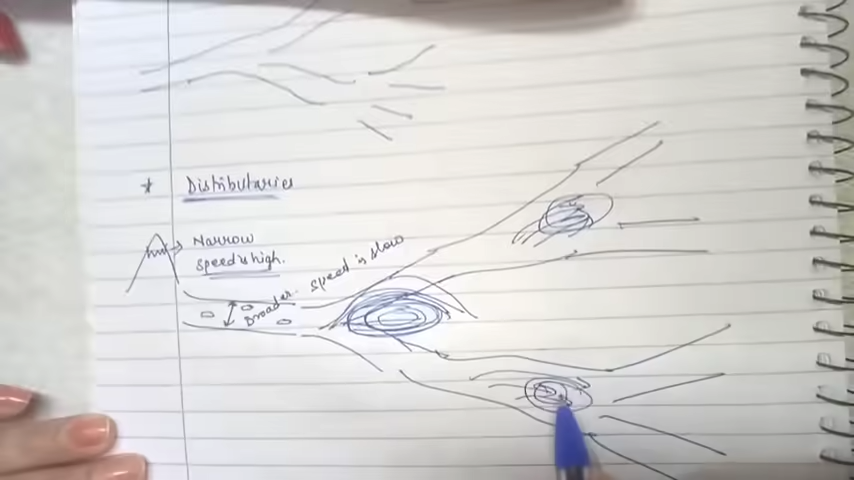 * Distributaries
Narrow
speed is high.
Broader speed is slow